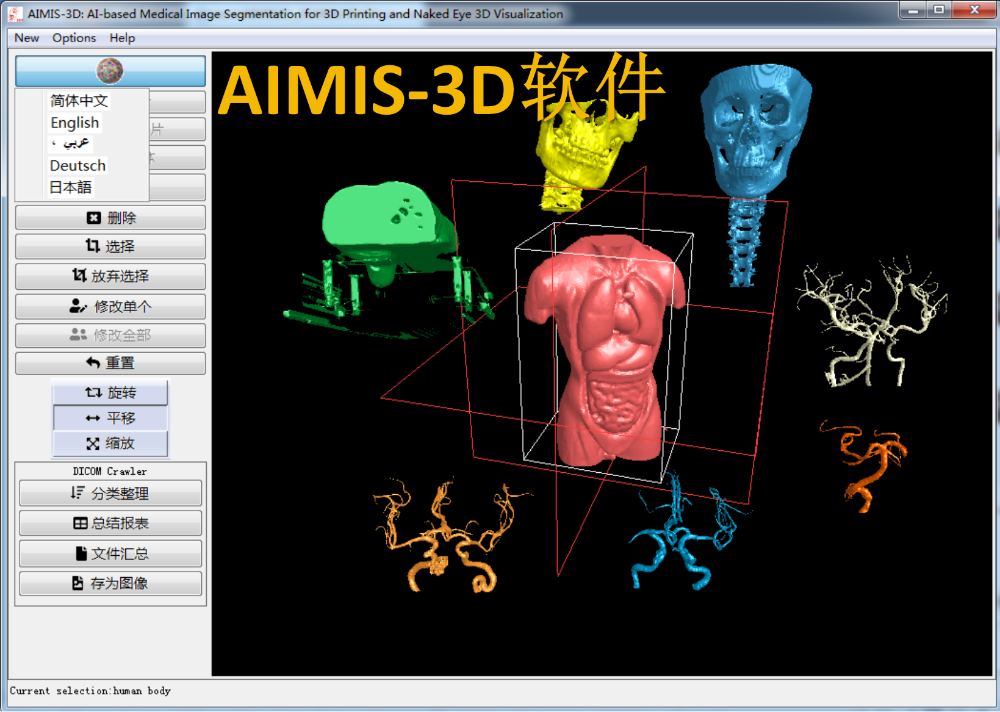 AIMIS-3D: AI-based Medical Image Segmentation for 3D Printing and Naked Eye 3D Visualization
New Options Help
AIMIS-3D软件
简体中文
English
عربي ،
Deutsch
日本語
片
删除
选择
放弃选择
修改单个
修改全部
重置
旋转
平移
缩放
DICOM Crawler
分类整理
总结报表
文件汇总
存为图像
Current selection:human body